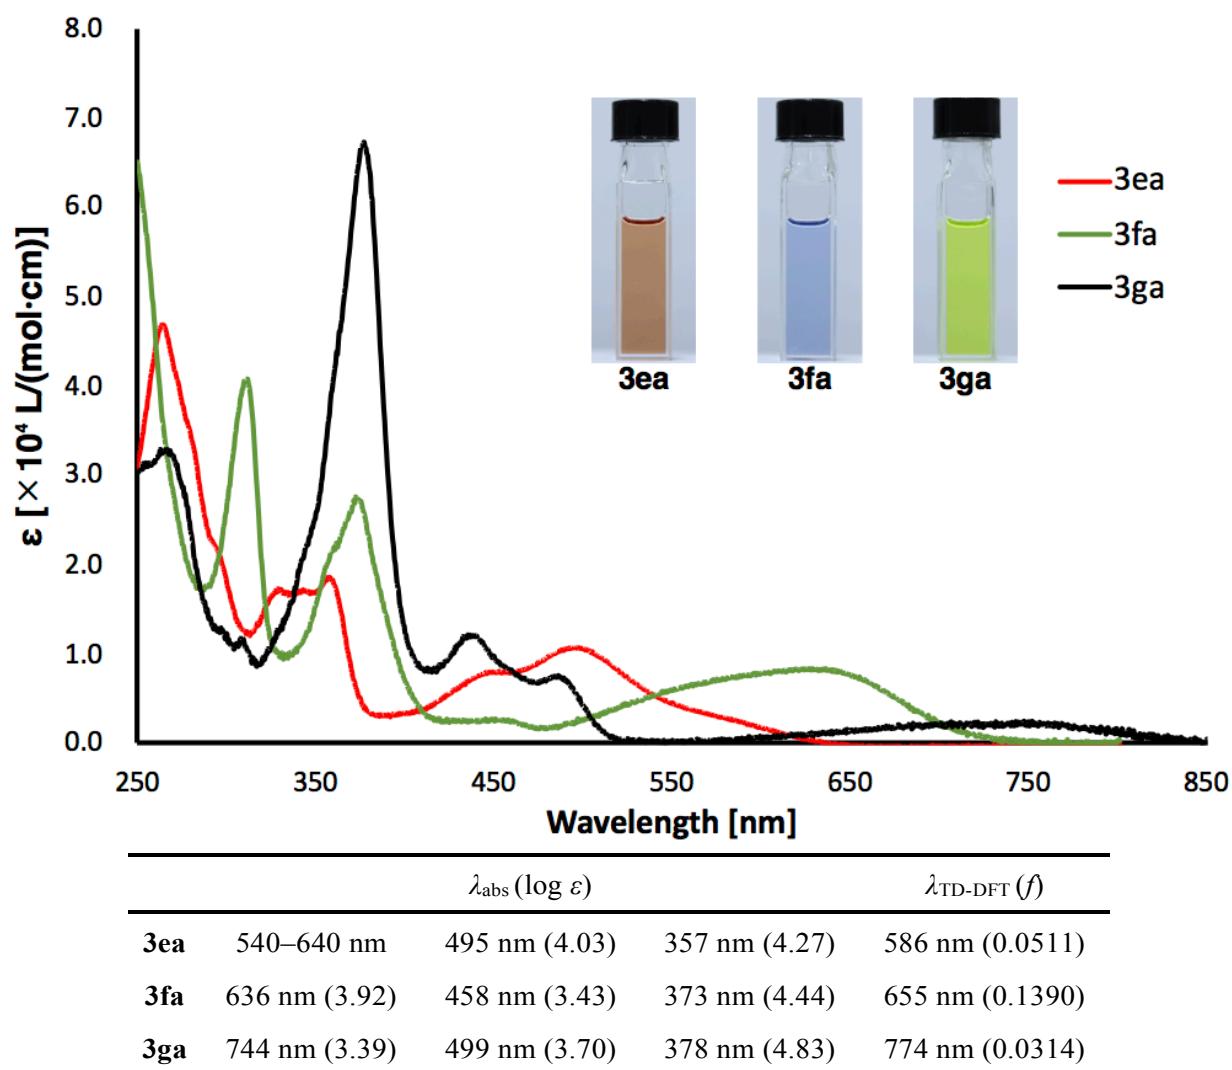 8.0
7.0
6.0
5.0
4.0
3.0
2.0
1.0
0.0
ε [×10⁴ L/(mol·cm)]
250 350 450 550 650 750 850
Wavelength [nm]
3ea 3fa 3ga
3ea
3fa
3ga
λabs (log ε) λTD-DFT (f)
3ea 540–640 nm 495 nm (4.03) 357 nm (4.27) 586 nm (0.0511)
3fa 636 nm (3.92) 458 nm (3.43) 373 nm (4.44) 655 nm (0.1390)
3ga 744 nm (3.39) 499 nm (3.70) 378 nm (4.83) 774 nm (0.0314)